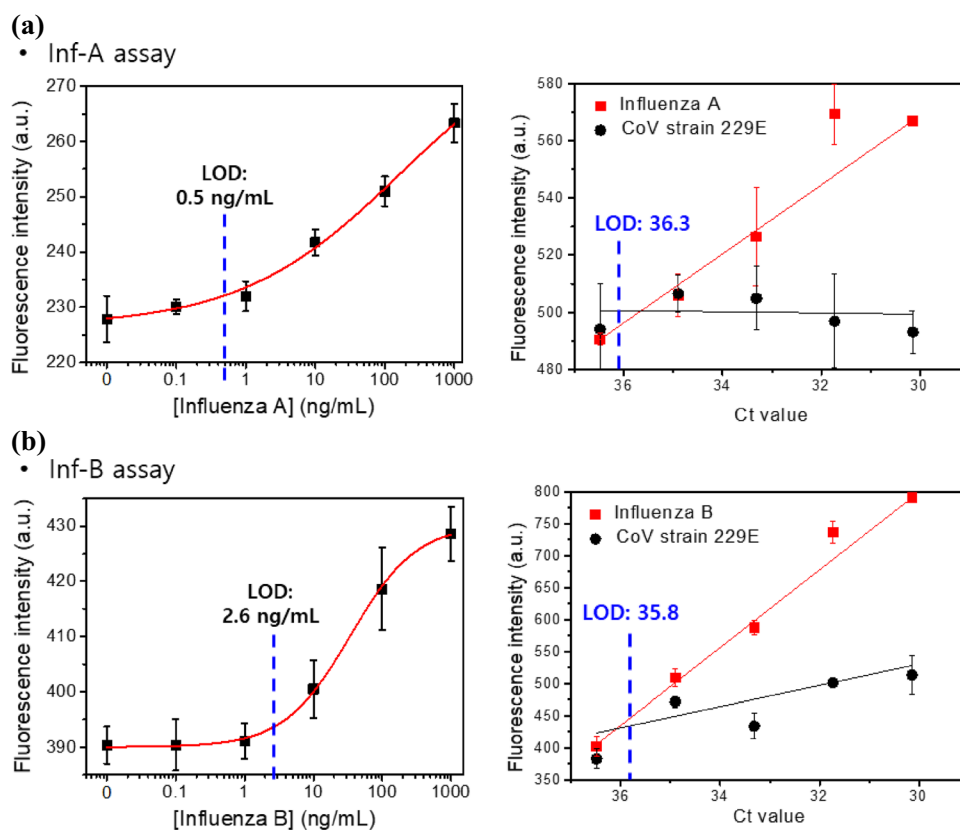 (a)
• Inf-A assay
270
260
250
240
230
220
Fluorescence intensity (a.u.)
LOD:
0.5 ng/mL
0 0.1 1 10 100 1000
[Influenza A] (ng/mL)
580
560
540
520
500
480
Fluorescence intensity (a.u.)
Influenza A
CoV strain 229E
LOD: 36.3
36 34 32 30
Ct value
(b)
• Inf-B assay
430
420
410
400
390
Fluorescence intensity (a.u.)
LOD:
2.6 ng/mL
0 0.1 1 10 100 1000
[Influenza B] (ng/mL)
800
750
700
650
600
550
500
450
400
350
Fluorescence intensity (a.u.)
Influenza B
CoV strain 229E
LOD: 35.8
36 34 32 30
Ct value